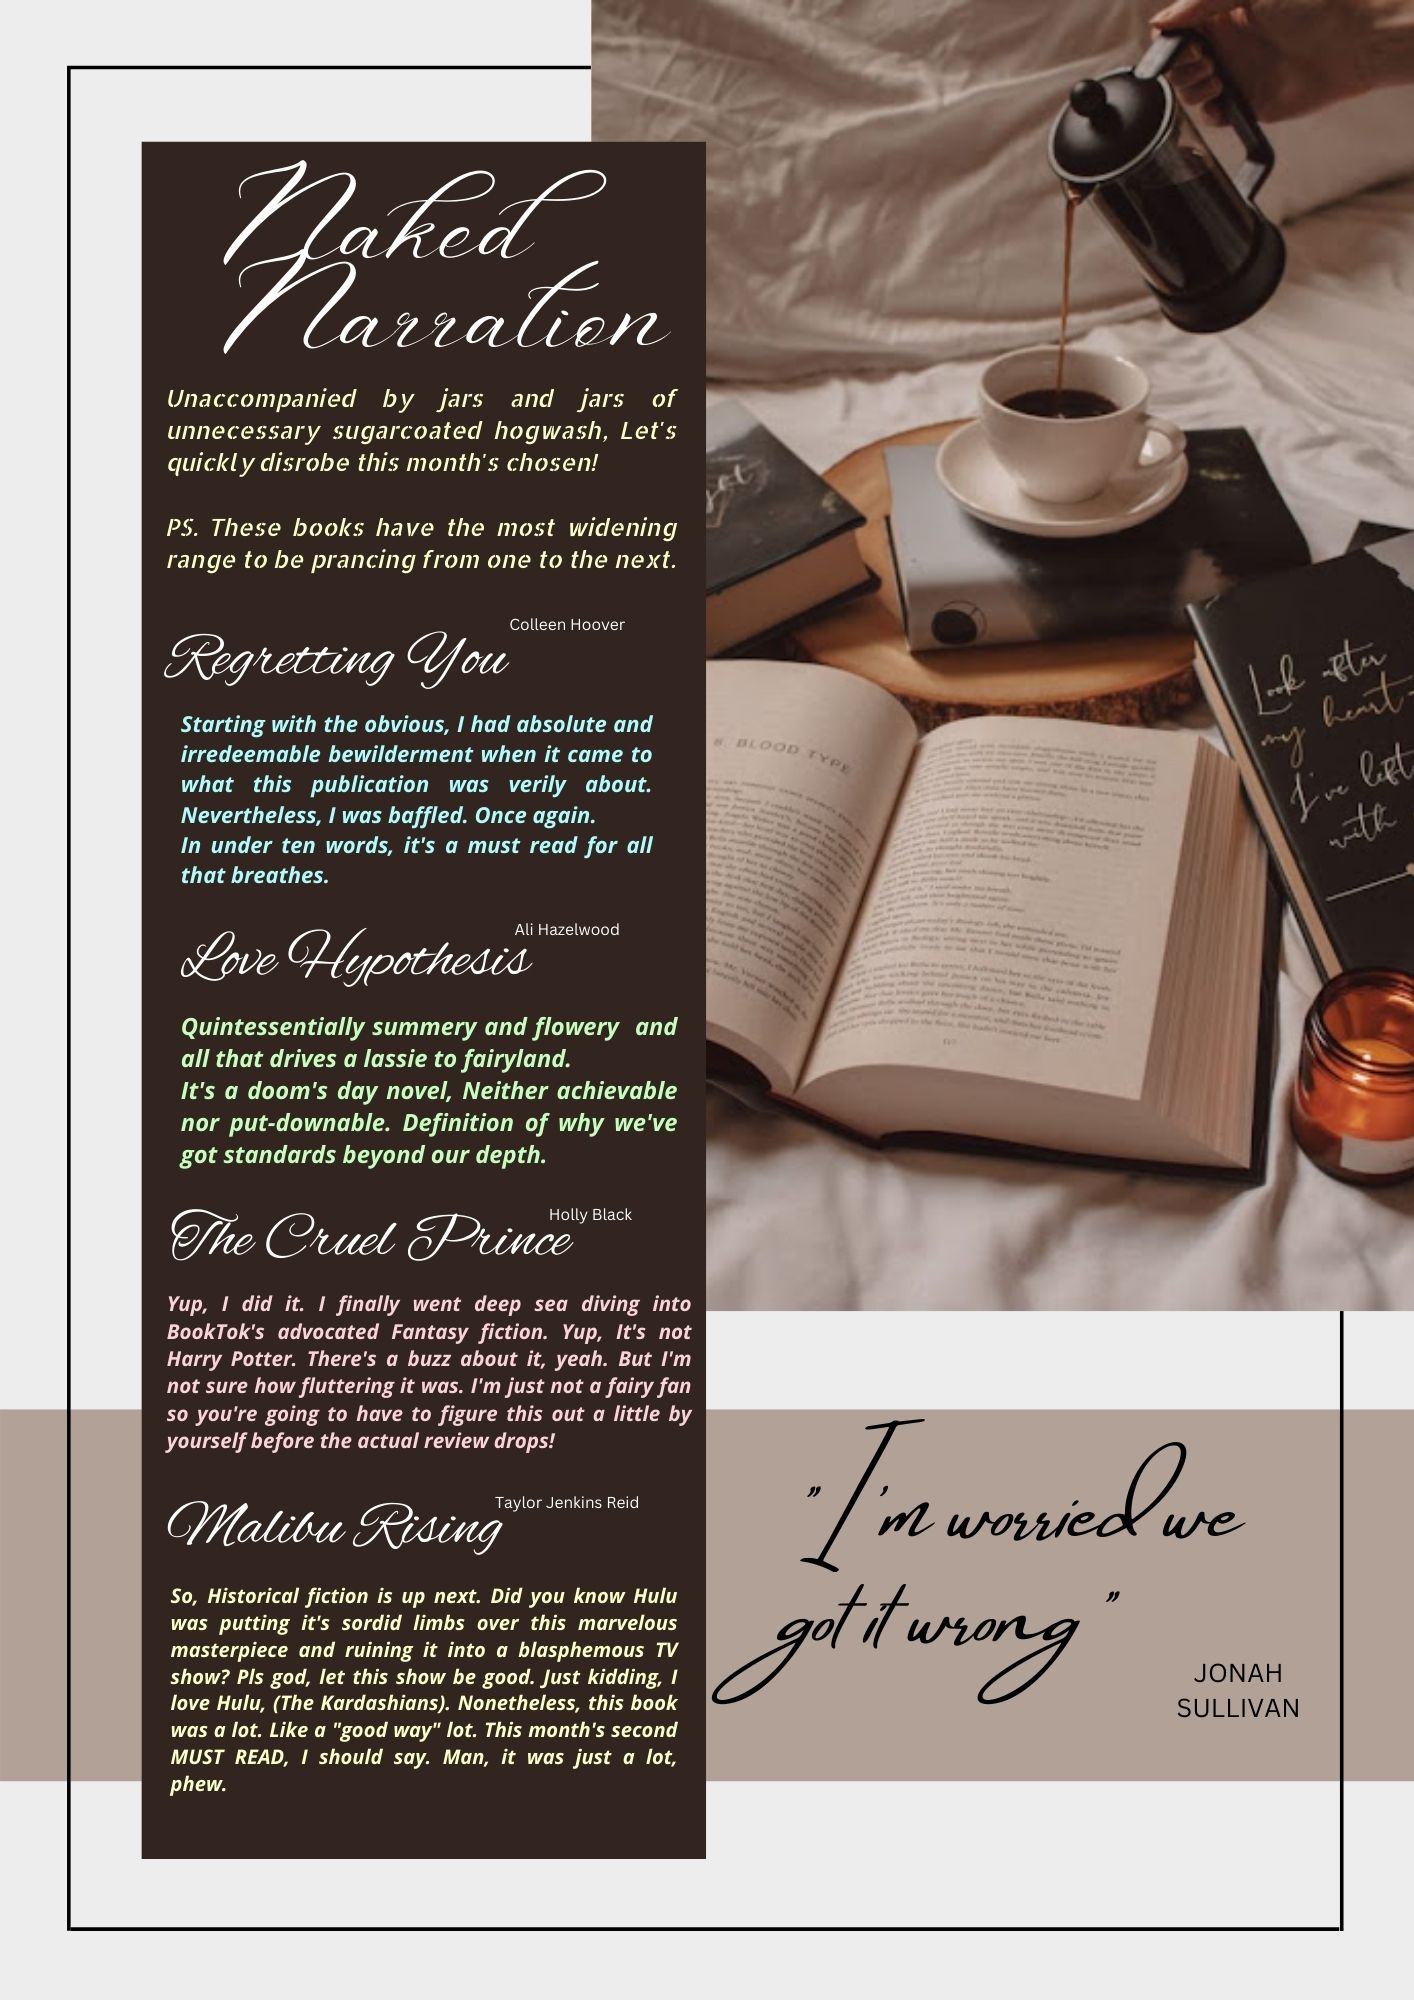 Naked
Narration
Unaccompanied by jars and jars of
unnecessary sugarcoated hogwash, Let's
quickly disrobe this month's chosen!
PS. These books have the most widening
range to be prancing from one to the next.
Colleen Hoover
Regretting You
Starting with the obvious, I had absolute and
irredeemable bewilderment when it came to
what this publication was verily about.
Nevertheless, I was baffled. Once again.
In under ten words, it's a must read for all
that breathes.
Ali Hazelwood
Love Hypothesis
Quintessentially summery and flowery and
all that drives a lassie to fairyland.
It's a doom's day novel, Neither achievable
nor put-downable. Definition of why we've
got standards beyond our depth.
Holly Black
The Cruel Prince
Yup, I did it. I finally went deep sea diving into
BookTok's advocated Fantasy fiction. Yup, It's not
Harry Potter. There's a buzz about it, yeah. But I'm
not sure how fluttering it was. I'm just not a fairy fan
so you're going to have to figure this out a little by
yourself before the actual review drops!
Taylor Jenkins Reid
Malibu Rising
So, Historical fiction is up next. Did you know Hulu
was putting it's sordid limbs over this marvelous
masterpiece and ruining it into a blasphemous TV
show? Pls god, let this show be good. Just kidding, I
love Hulu, (The Kardashians). Nonetheless, this book
was a lot. Like a "good way" lot. This month's second
MUST READ, I should say. Man, it was just a lot,
phew.
8. BLOOD TYPE
Look after
my heart -
I've left
with
"I'm worried we
got it wrong"
JONAH
SULLIVAN